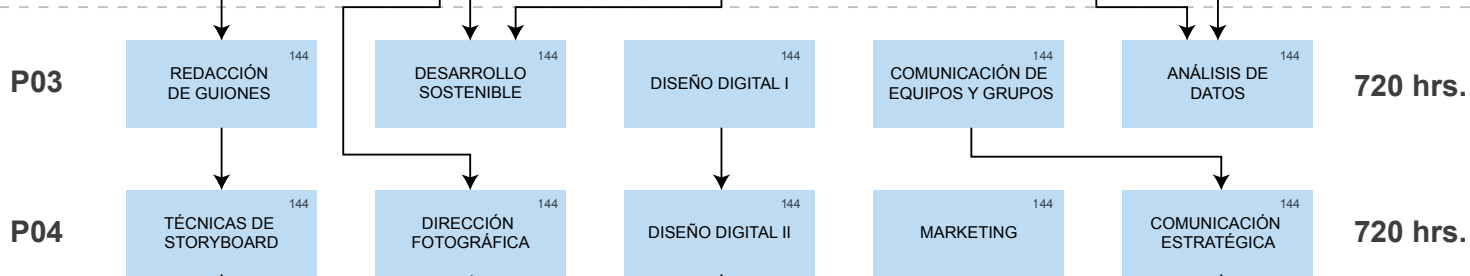 P03
144
REDACCIÓN
DE GUIONES
144
DESARROLLO
SOSTENIBLE
144
DISEÑO DIGITAL I
144
COMUNICACIÓN DE
EQUIPOS Y GRUPOS
144
ANÁLISIS DE
DATOS
720 hrs.
P04
144
TÉCNICAS DE
STORYBOARD
144
DIRECCIÓN
FOTOGRÁFICA
144
DISEÑO DIGITAL II
144
MARKETING
144
COMUNICACIÓN
ESTRATÉGICA
720 hrs.